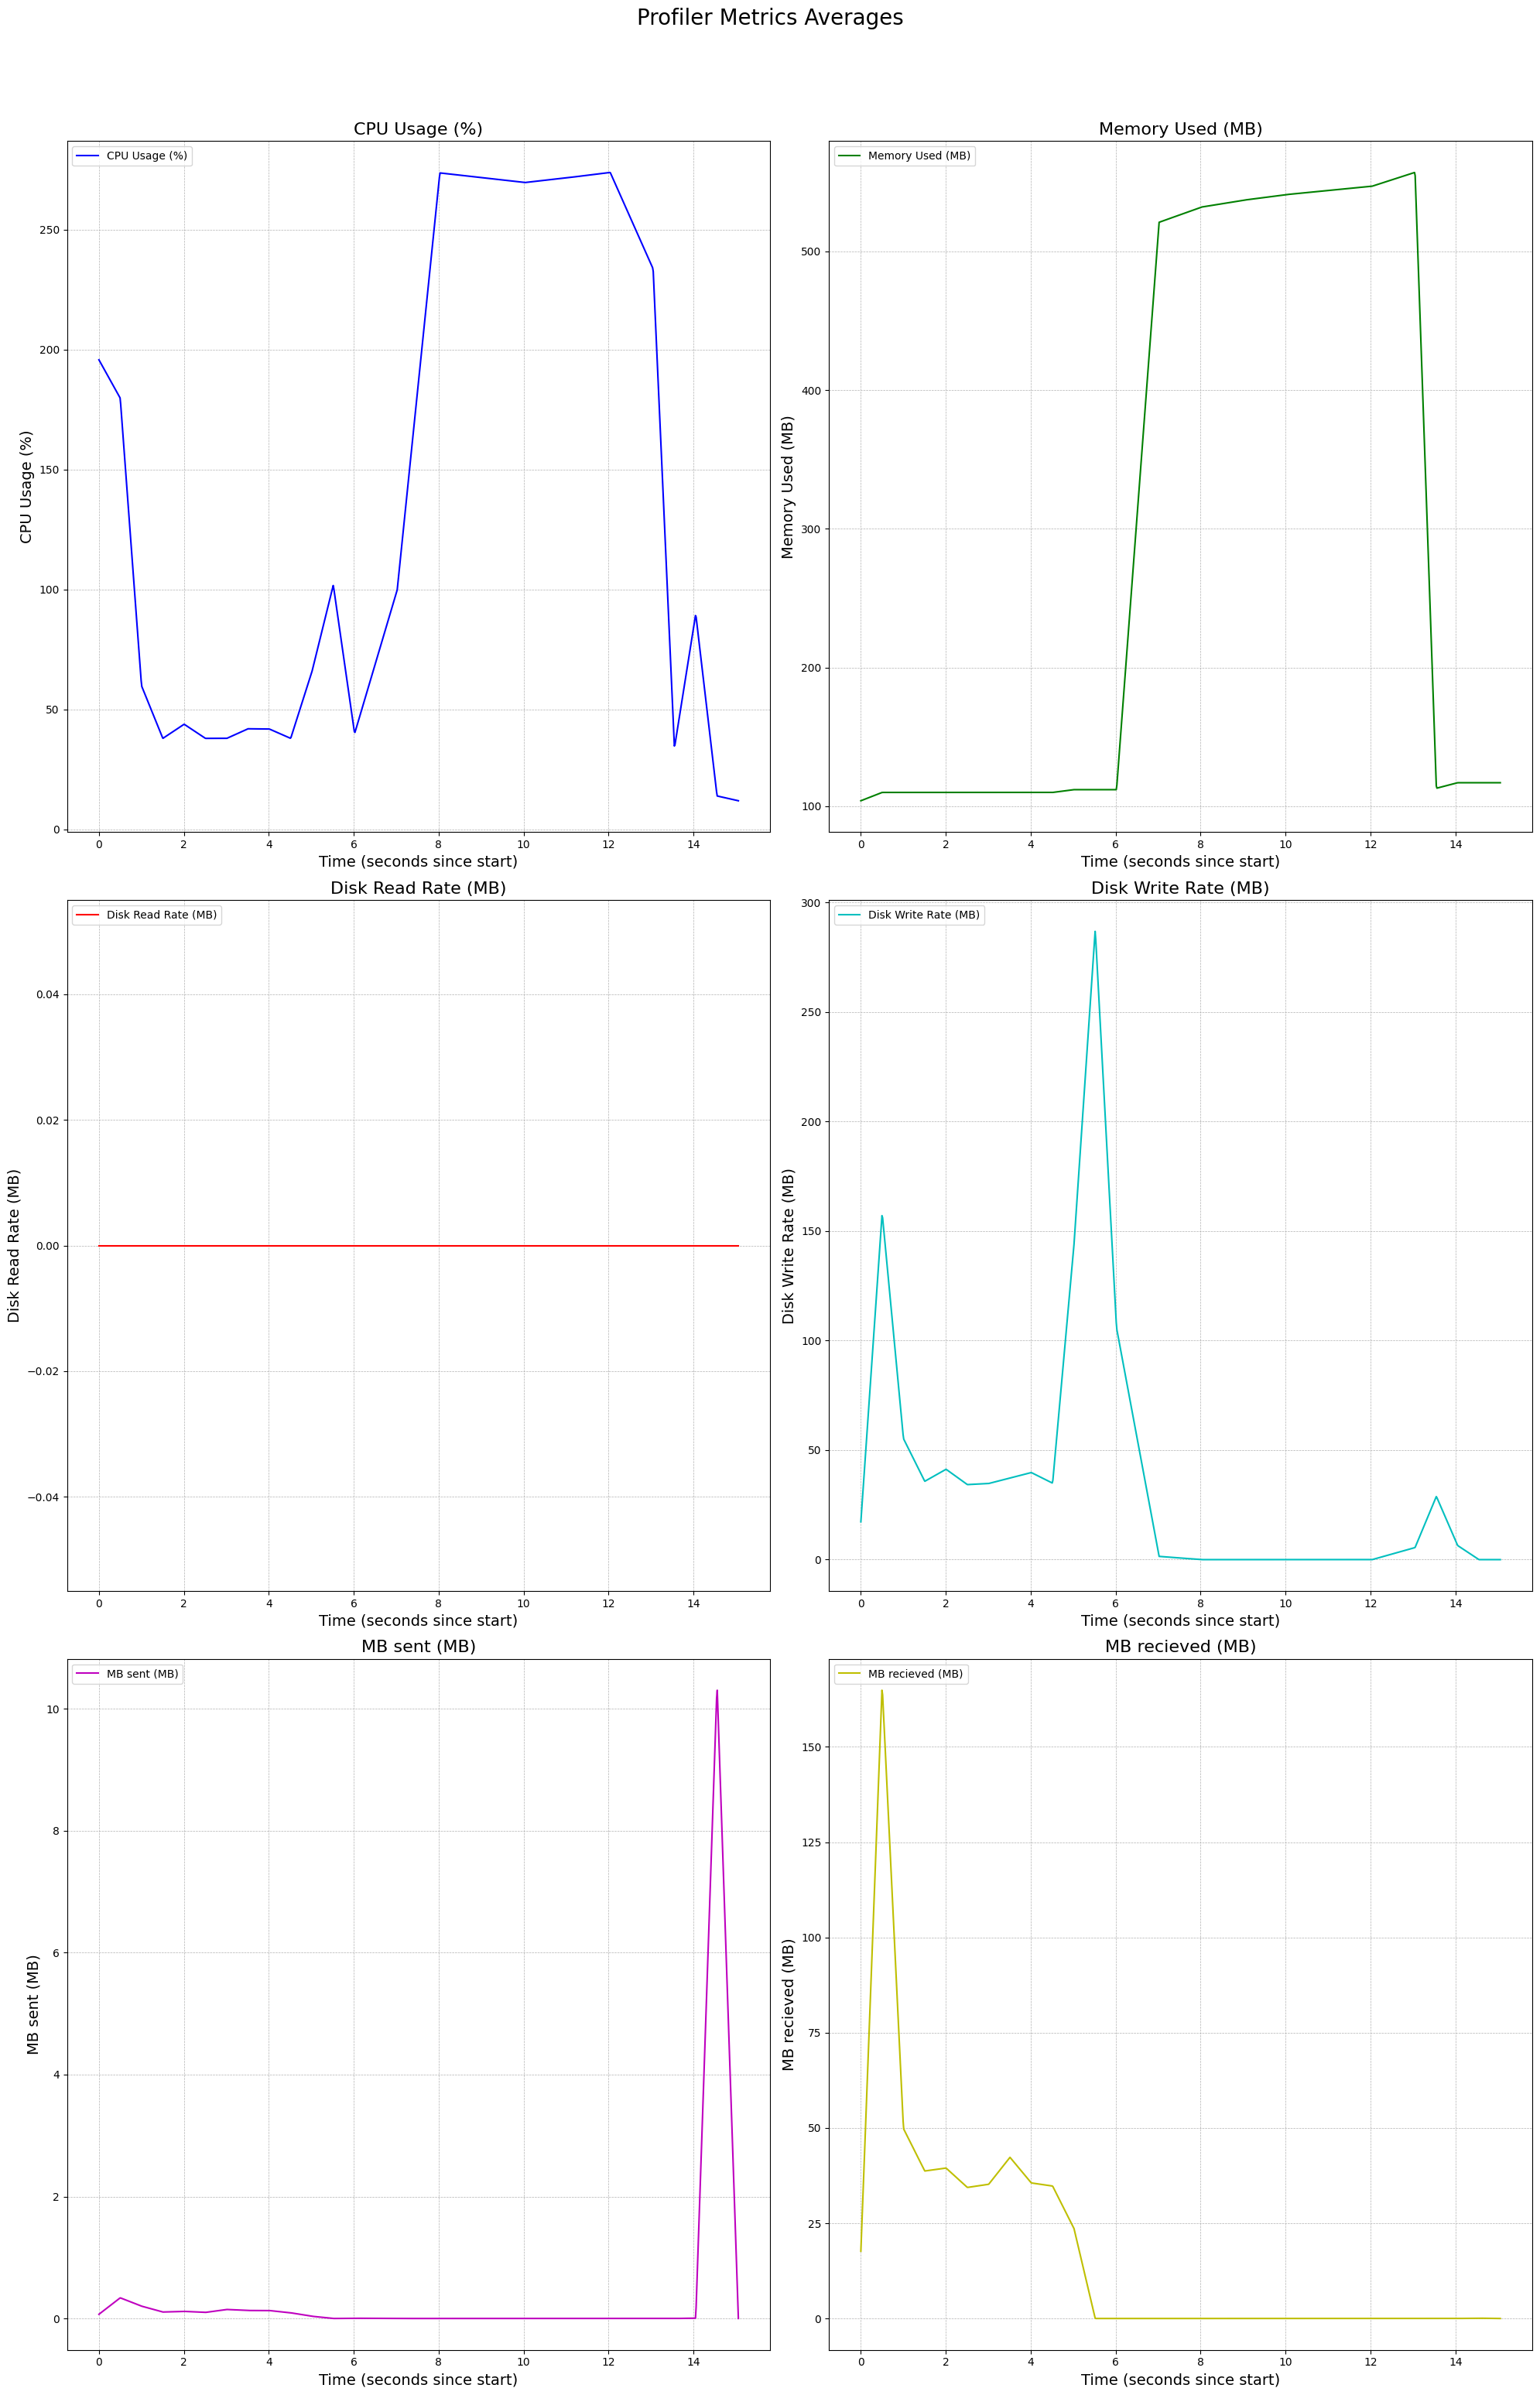 Profiler Metrics Averages
CPU Usage (%)
CPU Usage (%)
CPU Usage (%)
250
200
150
100
50
0
0 2 4 6 8 10 12 14
Time (seconds since start)
Memory Used (MB)
Memory Used (MB)
Memory Used (MB)
500
400
300
200
100
0 2 4 6 8 10 12 14
Time (seconds since start)
Disk Read Rate (MB)
Disk Read Rate (MB)
Disk Read Rate (MB)
0.04
0.02
0.00
−0.02
−0.04
0 2 4 6 8 10 12 14
Time (seconds since start)
Disk Write Rate (MB)
Disk Write Rate (MB)
Disk Write Rate (MB)
300
250
200
150
100
50
0
0 2 4 6 8 10 12 14
Time (seconds since start)
MB sent (MB)
MB sent (MB)
MB sent (MB)
10
8
6
4
2
0
0 2 4 6 8 10 12 14
Time (seconds since start)
MB recieved (MB)
MB recieved (MB)
MB recieved (MB)
150
125
100
75
50
25
0
0 2 4 6 8 10 12 14
Time (seconds since start)